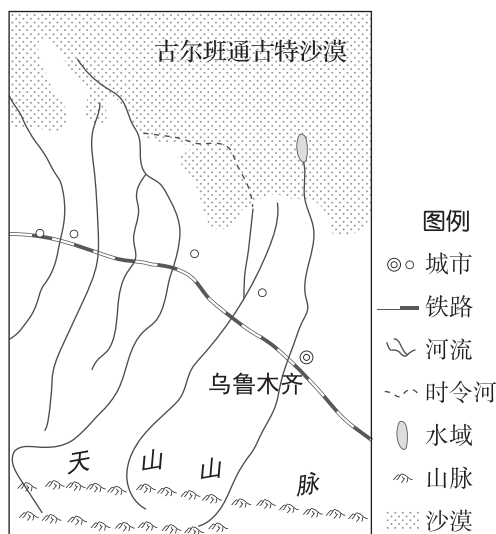 古尔班通古特沙漠
图例
城市
铁路
河流
时令河
水域
山脉
沙漠
乌鲁木齐
天山山脉